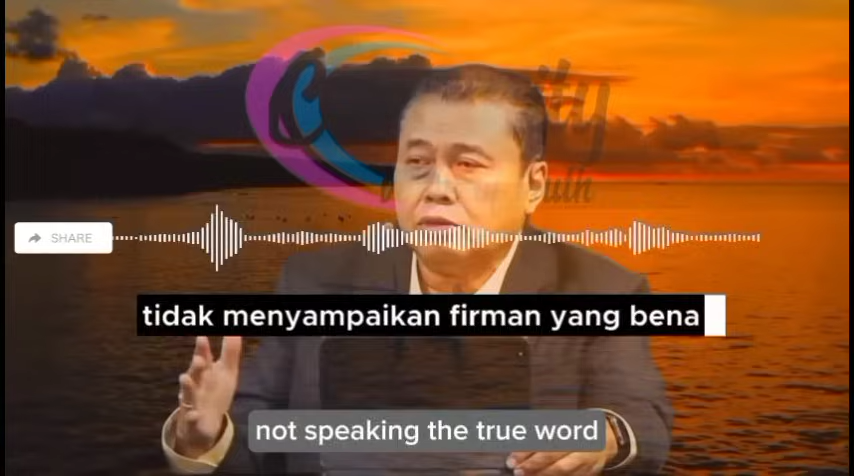 SHARE
tidak menyampaikan firman yang bena
not speaking the true word